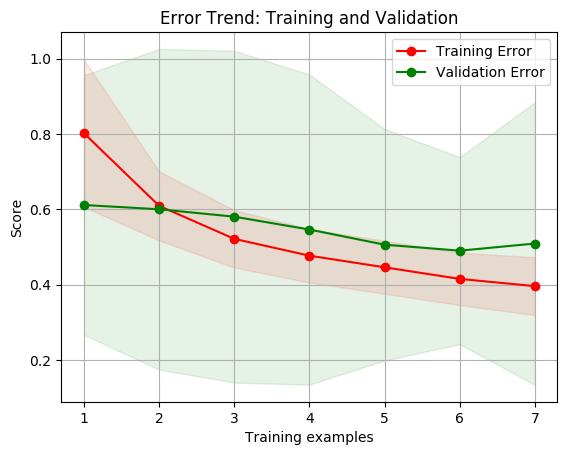 Error Trend: Training and Validation
Training Error
Validation Error
Score
1.0
0.8
0.6
0.4
0.2
1 2 3 4 5 6 7
Training examples